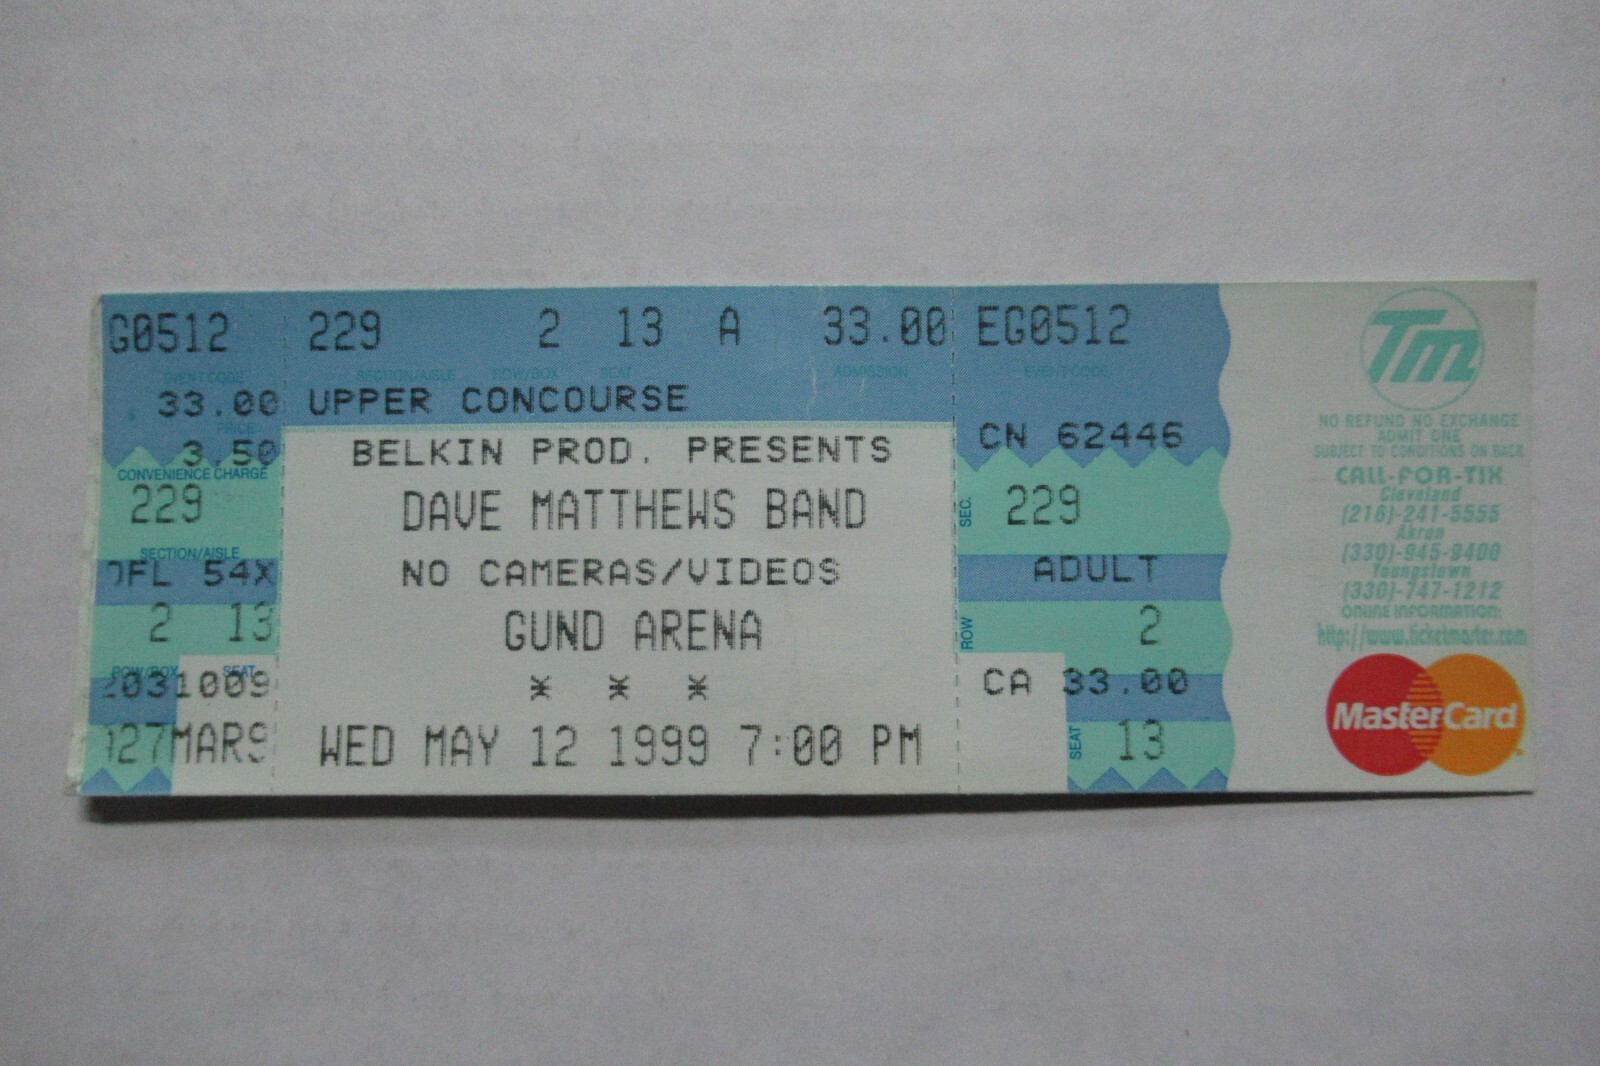 G0512 229 2 13 A 33.00 EG0512
EVENT CODE SECTION/AISLE ROW/BOX SEAT ADMISSION EVENT CODE
$ 33.00 UPPER CONCOURSE
PRICE
3.50
CONVENIENCE CHARGE
229
SECTION/AISLE
OFL 54X
2 13
ROW/BOX SEAT
2031009
127MAR9
BELKIN PROD. PRESENTS
DAVE MATTHEWS BAND
NO CAMERAS/VIDEOS
GUND ARENA
* * *
WED MAY 12 1999 7:00 PM
CN 62446
SEC. 229
ADULT
ROW 2
CA 33.00
SEAT 13
Tm
NO REFUND NO EXCHANGE
ADMIT ONE
SUBJECT TO CONDITIONS ON BACK
CALL-FOR-TIX
Cleveland
(216)-241-5555
Akron
(330)-945-9400
Youngstown
(330)-747-1212
ONLINE INFORMATION:
http://www.ticketmaster.com
MasterCard